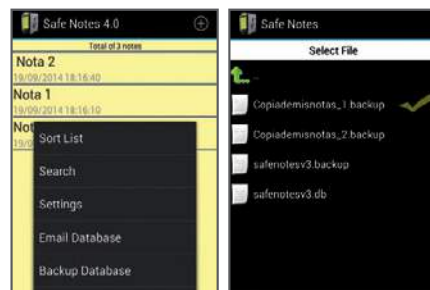 Safe Notes 4.0
Total of 3 notes
Nota 2
19/09/2014 18:16:40
Nota 1
19/09/2014 18:16:10
Not
19/0
Sort List
Search
Settings
Email Database
Backup Database
Safe Notes
Select File
..
Copiademisnotas_1.backup
Copiademisnotas_2.backup
safenotesv3.backup
safenotesv3.db